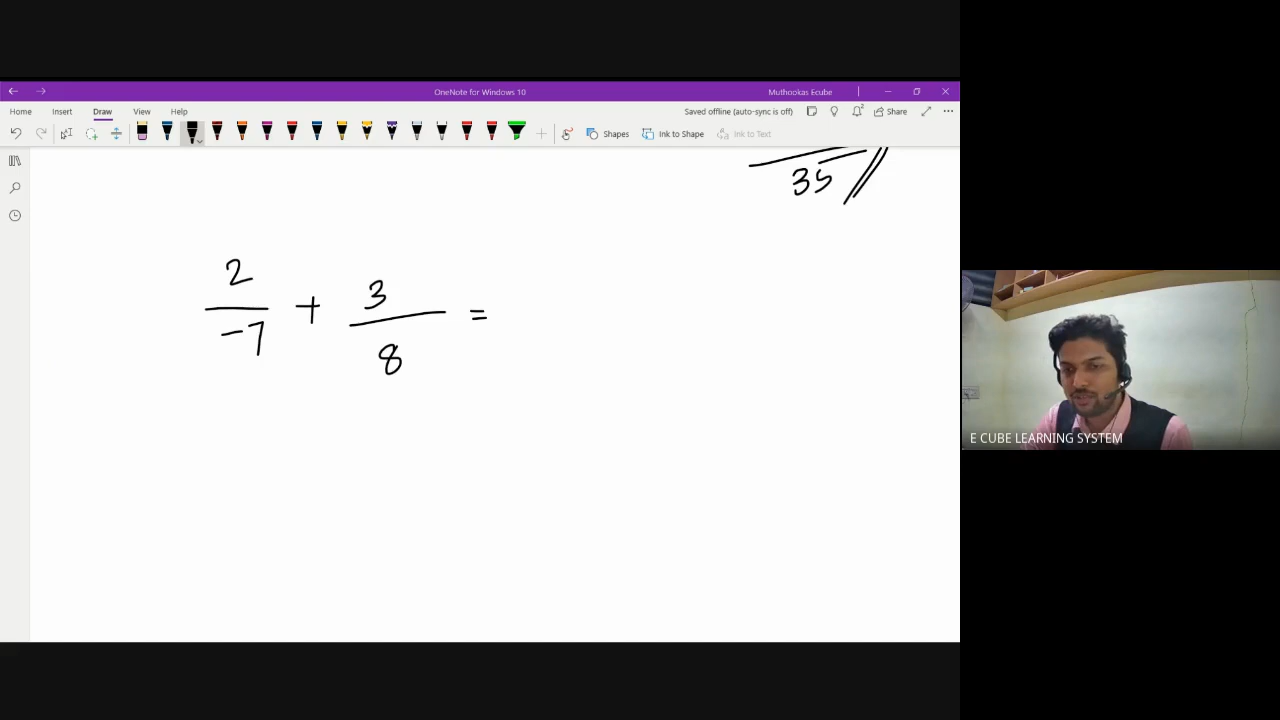 OneNote for Windows 10
Muthookas Ecube
Home Insert Draw View Help
Saved offline (auto-sync is off)
2
Share
Shapes
Ink to Shape
Ink to Text
35
2/-7 + 3/8 =
E CUBE LEARNING SYSTEM